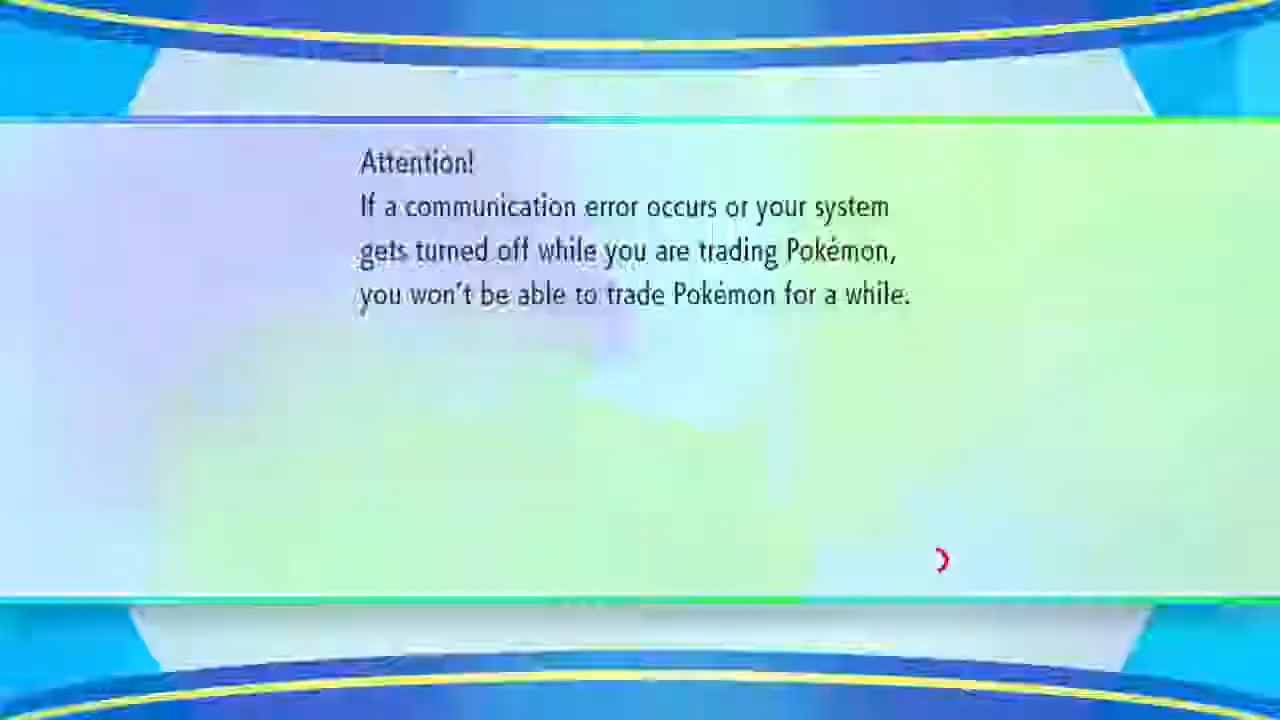 Attention!
If a communication error occurs or your system
gets turned off while you are trading Pokémon,
you won't be able to trade Pokémon for a while.